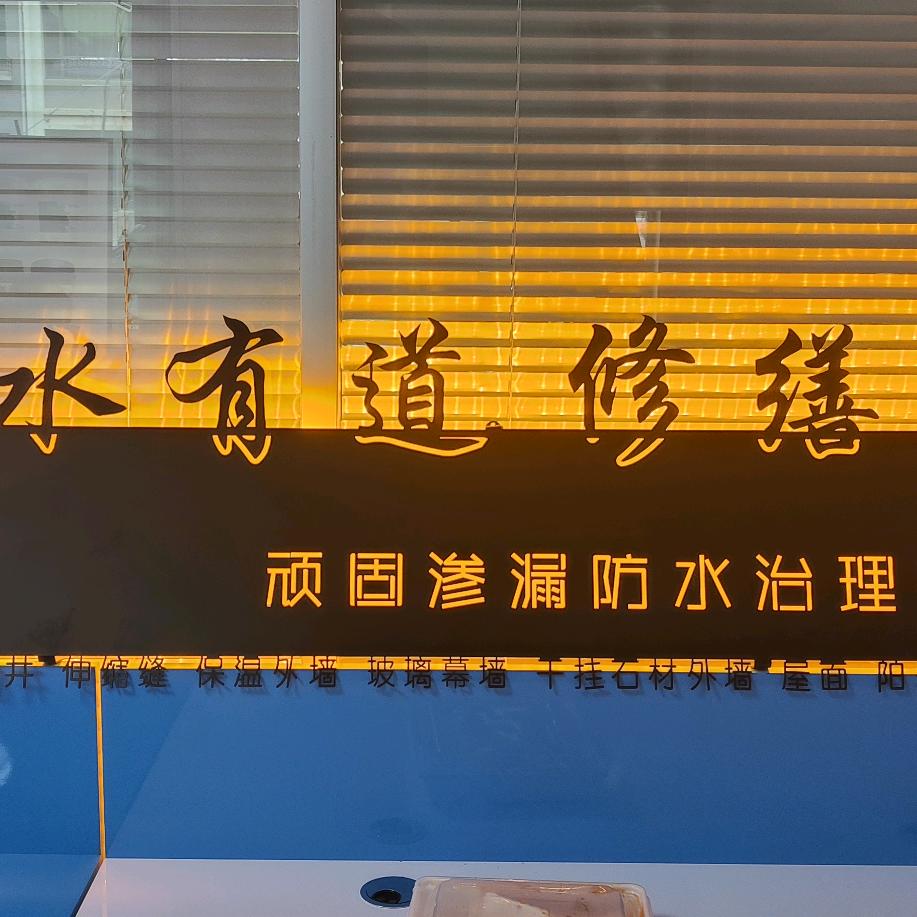 水有道修缮
顽固渗漏防水治理
井 伸缩缝 保温外墙 玻璃幕墙 干挂石材外墙 屋面 阳